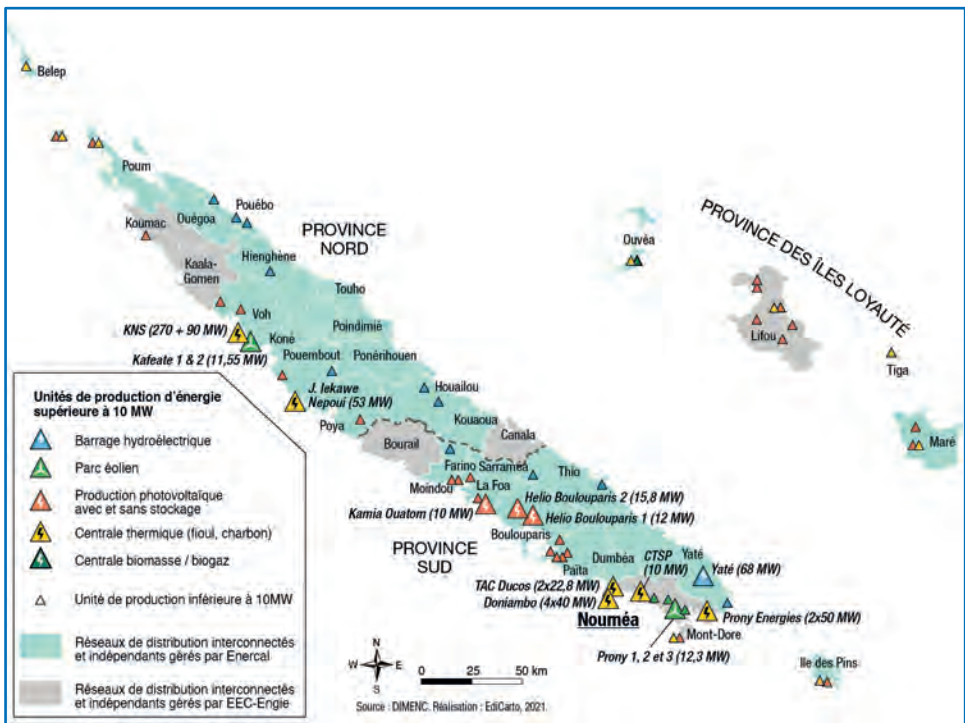 Belep
Poum
Pouébo
Ouégoa
Koumac
PROVINCE
NORD
Hienghène
Kaala-
Gomen
Touho
Voh
Poindimié
KNS (270 + 90 MW)
Koné
Kafeate 1 & 2 (11,55 MW)
Pouembout
Ponérihouen
J. Iekawe
Nepoui (53 MW)
Houailou
Poya
Kouaoua
Bourail
Canala
Farino
Sarraméa
Thio
Moindou
La Foa
Helio Boulouparis 2 (15,8 MW)
Kamia Ouatom (10 MW)
Helio Boulouparis 1 (12 MW)
Boulouparis
PROVINCE
SUD
Païta
Dumbéa
CTSP
(10 MW)
Yaté
Yaté (68 MW)
TAC Ducos (2x22,8 MW)
Doniambo (4x40 MW)
Nouméa
Prony Energies (2x50 MW)
Mont-Dore
Prony 1, 2 et 3 (12,3 MW)
Ile des Pins
PROVINCE DES ÎLES LOYAUTÉ
Ouvéa
Lifou
Tiga
Maré
Unités de production d'énergie
supérieure à 10 MW
Barrage hydroélectrique
Parc éolien
Production photovoltaïque
avec et sans stockage
Centrale thermique (fioul, charbon)
Centrale biomasse / biogaz
Unité de production inférieure à 10MW
Réseaux de distribution interconnectés
et indépendants gérés par Enercal
Réseaux de distribution interconnectés
et indépendants gérés par EEC-Engie
N
W E
S
0 25 50 km
Source : DIMENC. Réalisation : EdiCarto, 2021.